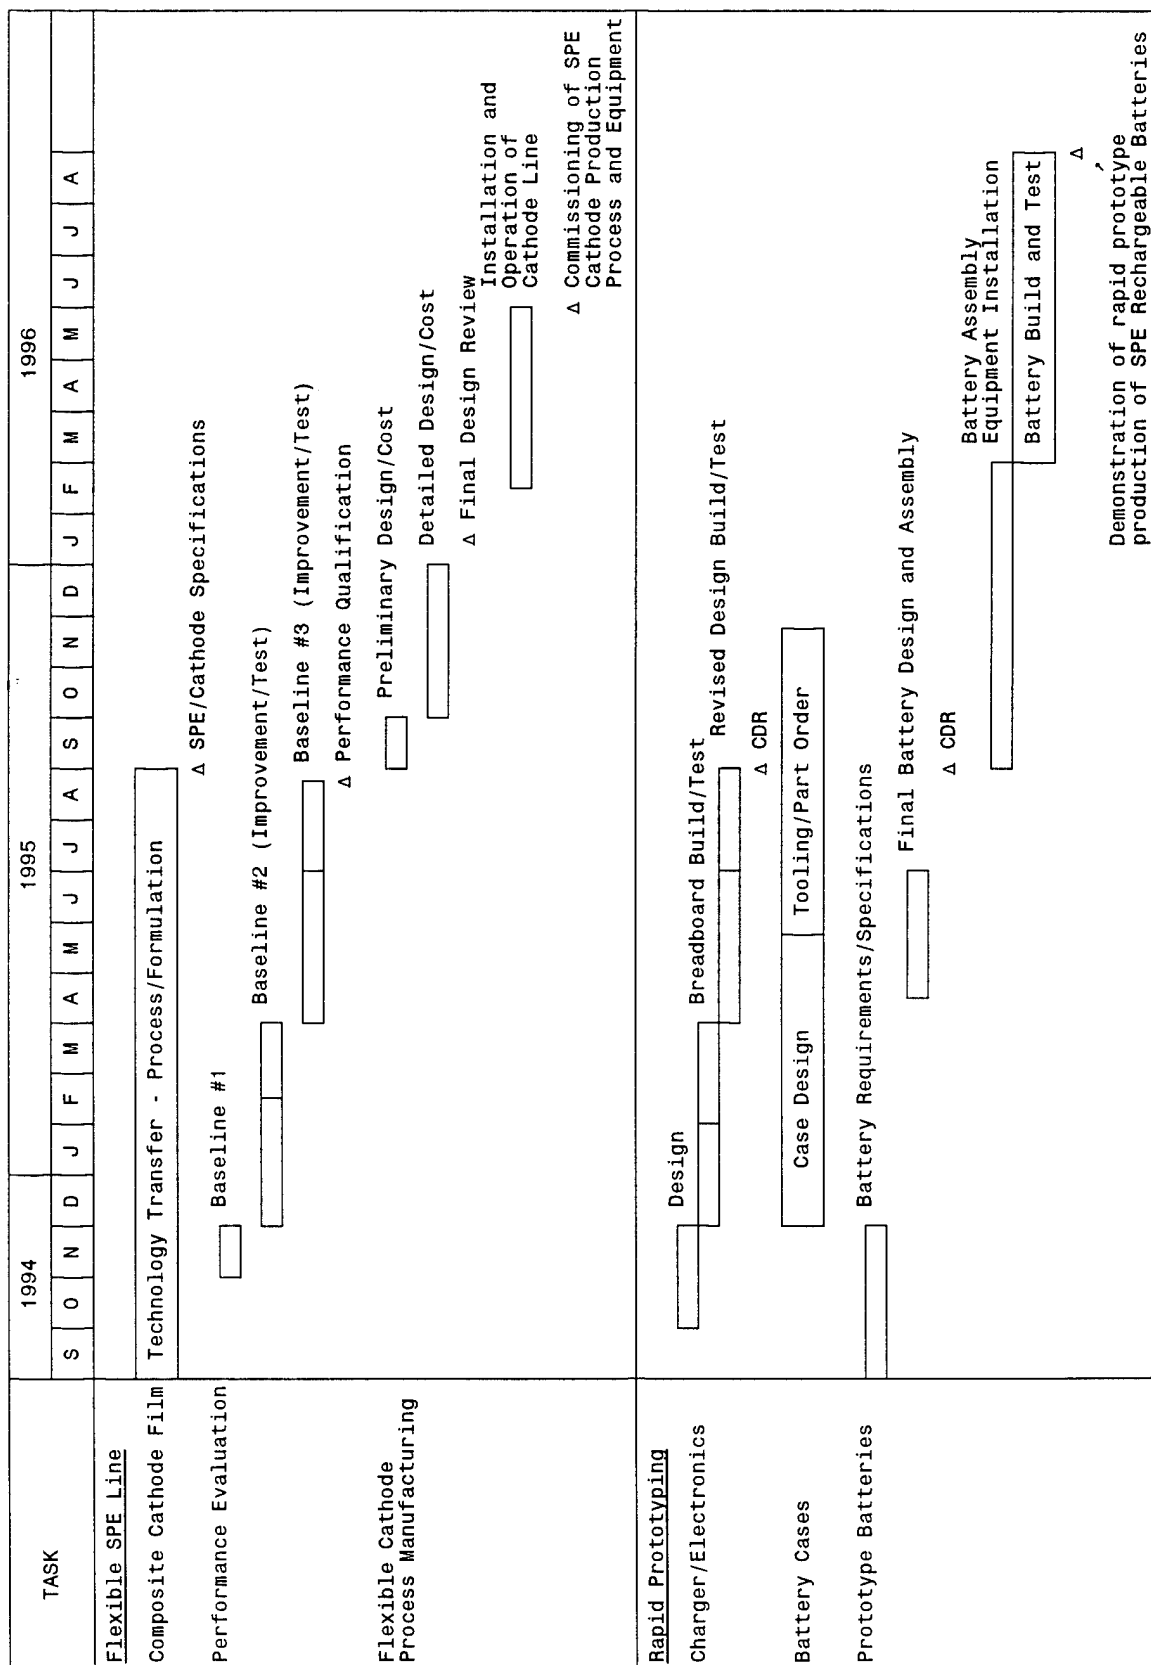 TASK
1994
1995
1996
S O N D J F M A M J J A S O N D J F M A M J J A
Flexible SPE Line
Composite Cathode Film
Technology Transfer - Process/Formulation
Δ SPE/Cathode Specifications
Performance Evaluation
Baseline #1
Baseline #2 (Improvement/Test)
Baseline #3 (Improvement/Test)
Δ Performance Qualification
Flexible Cathode
Process Manufacturing
Preliminary Design/Cost
Detailed Design/Cost
Δ Final Design Review
Installation and
Operation of
Cathode Line
Δ Commissioning of SPE
Cathode Production
Process and Equipment
Rapid Prototyping
Charger/Electronics
Design
Breadboard Build/Test
Revised Design Build/Test
Δ CDR
Battery Cases
Case Design
Tooling/Part Order
Prototype Batteries
Battery Requirements/Specifications
Final Battery Design and Assembly
Δ CDR
Battery Assembly
Equipment Installation
Battery Build and Test
Δ
Demonstration of rapid prototype
production of SPE Rechargeable Batteries